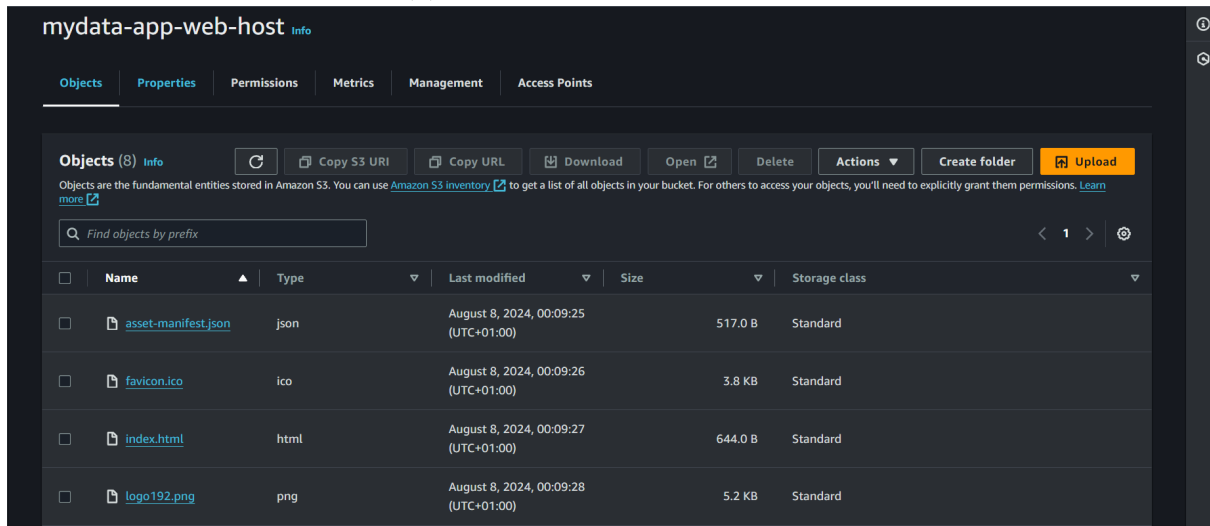 mydata-app-web-host Info
Objects Properties Permissions Metrics Management Access Points
Objects (8) Info Copy S3 URI Copy URL Download Open Delete Actions Create folder Upload
Objects are the fundamental entities stored in Amazon S3. You can use Amazon S3 inventory to get a list of all objects in your bucket. For others to access your objects, you'll need to explicitly grant them permissions. Learn
more
Find objects by prefix
1
Name Type Last modified Size Storage class
asset-manifest.json json August 8, 2024, 00:09:25 (UTC+01:00) 517.0 B Standard
favicon.ico ico August 8, 2024, 00:09:26 (UTC+01:00) 3.8 KB Standard
index.html html August 8, 2024, 00:09:27 (UTC+01:00) 644.0 B Standard
logo192.png png August 8, 2024, 00:09:28 (UTC+01:00) 5.2 KB Standard